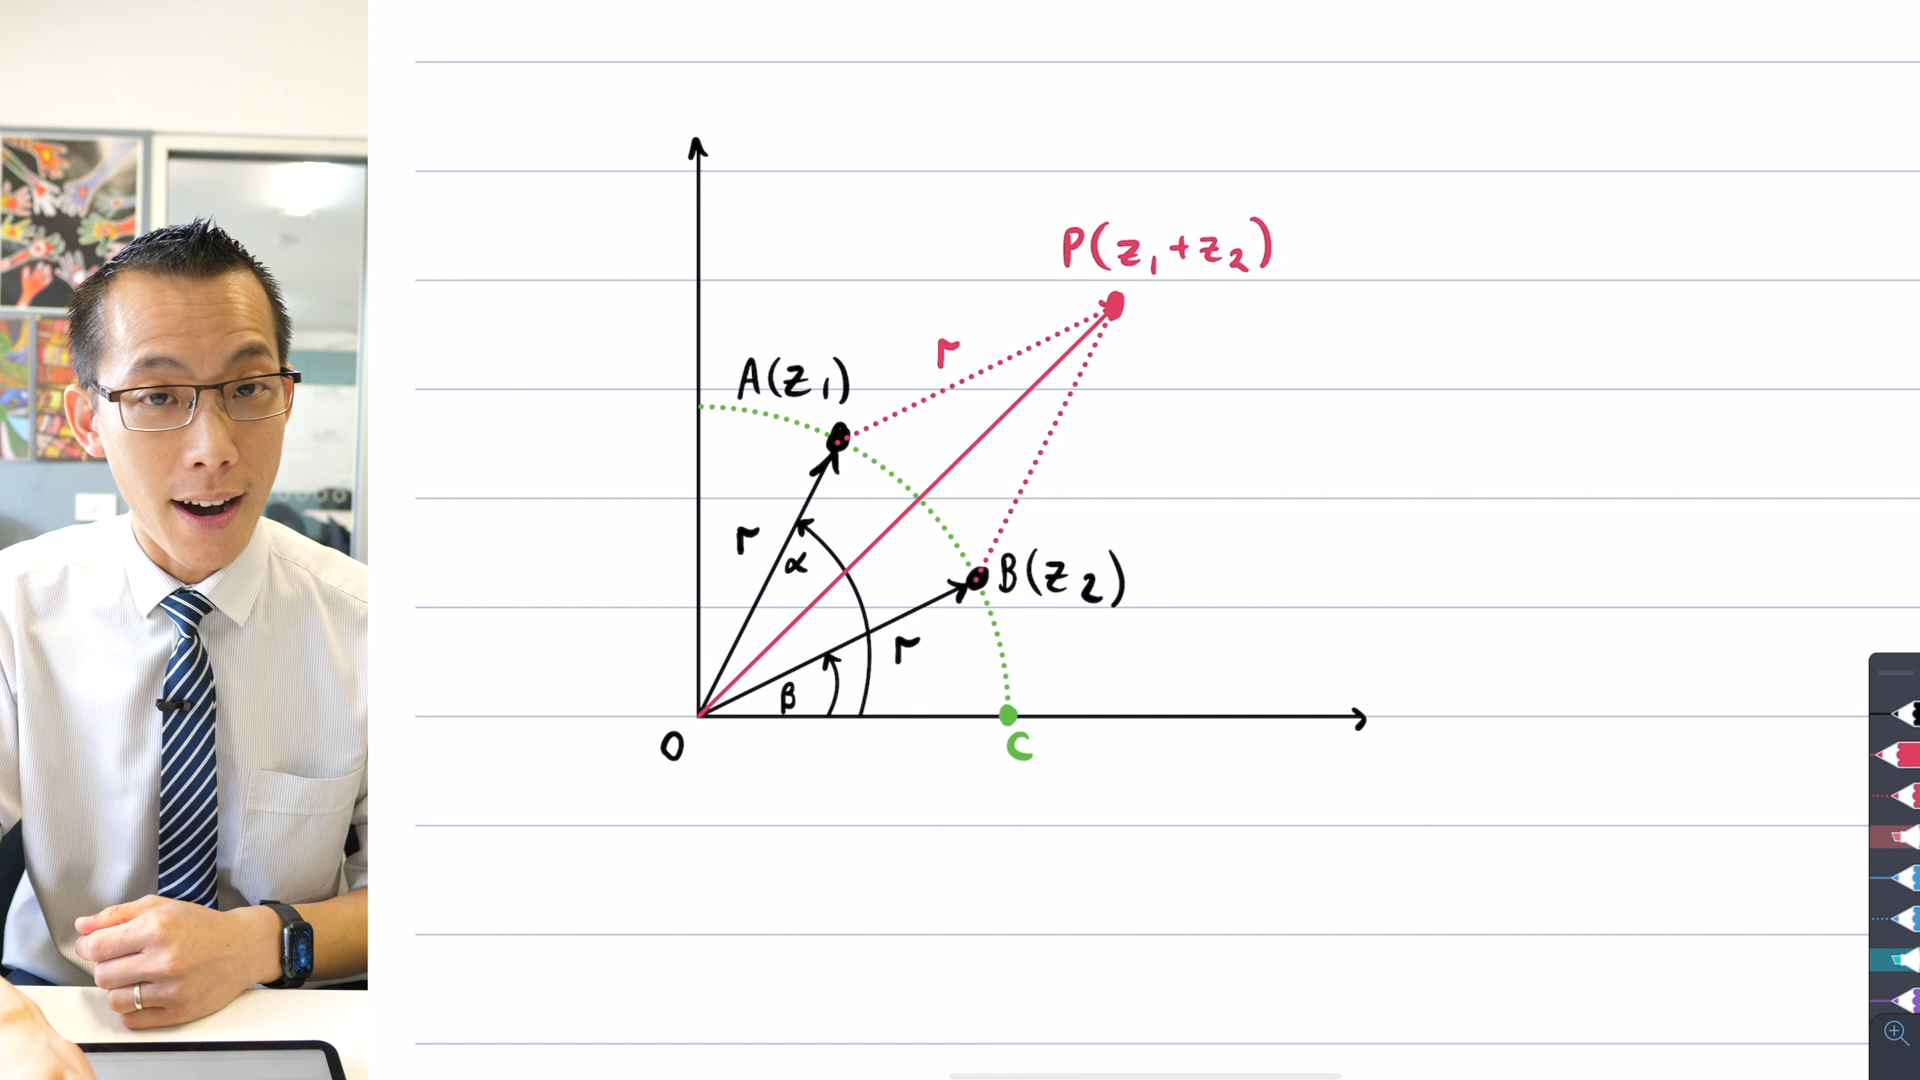 P(z₁+z₂)
r
A(z₁)
r
α
B(z₂)
r
β
O
C